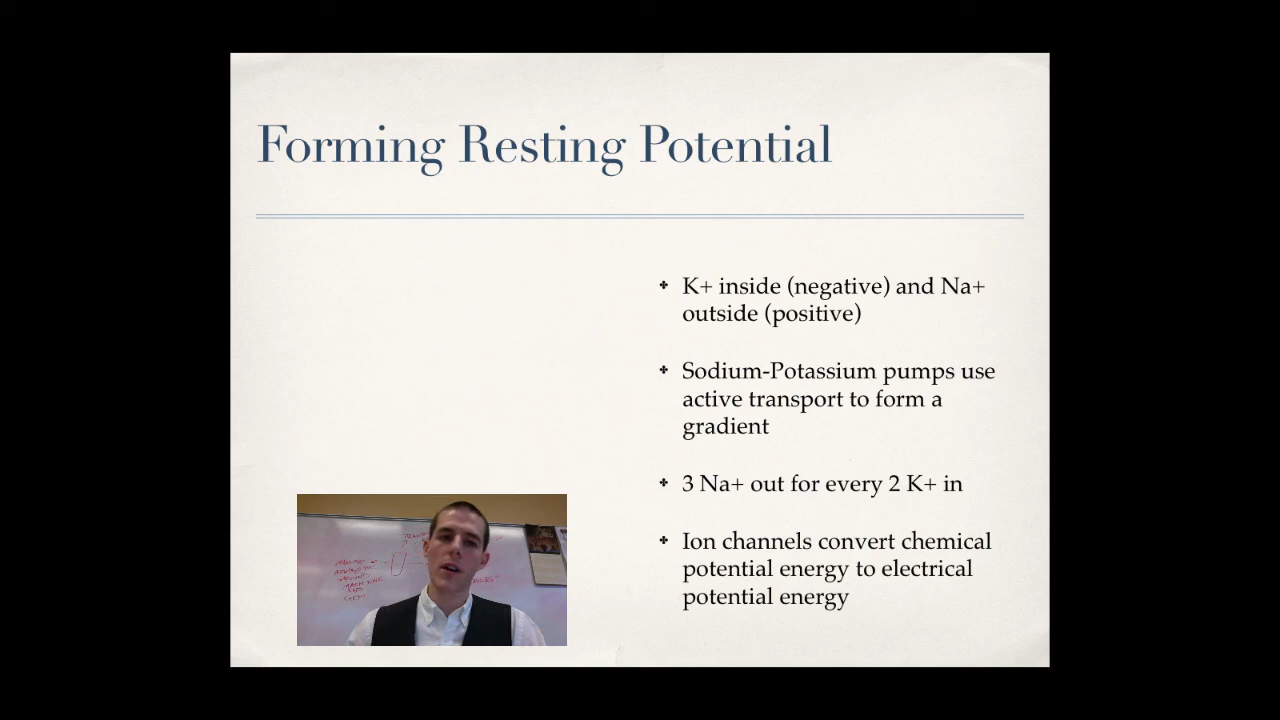 Forming Resting Potential
K+ inside (negative) and Na+
outside (positive)
Sodium-Potassium pumps use
active transport to form a
gradient
3 Na+ out for every 2 K+ in
Ion channels convert chemical
potential energy to electrical
potential energy